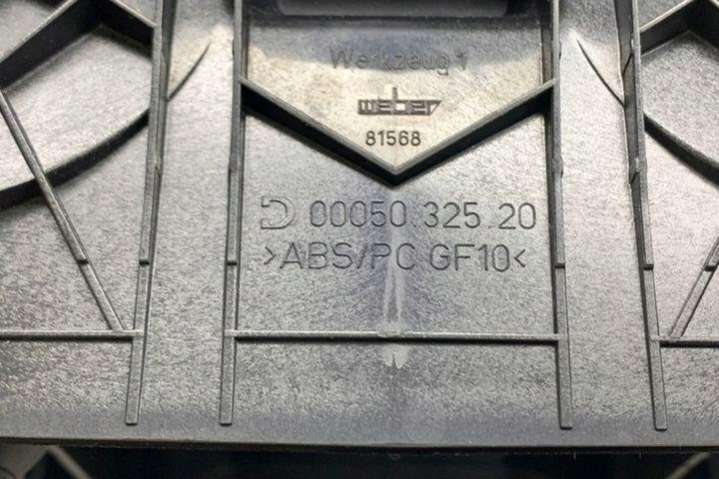 Werkzeug 1
weber
81568
00050.325.20
>ABS/PC GF10<